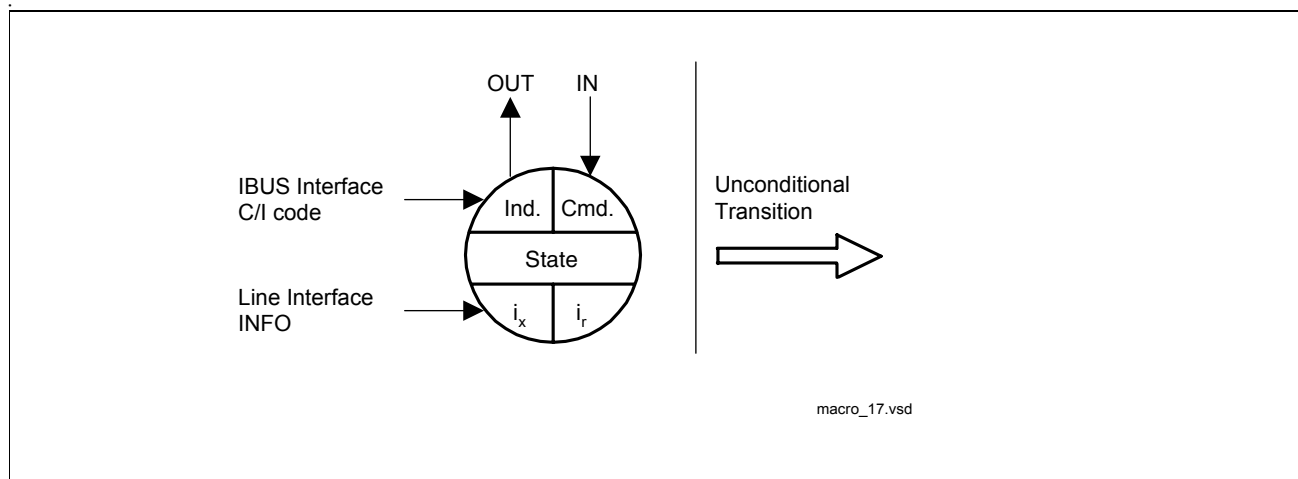 OUT IN
IBUS Interface
C/I code
Ind. Cmd.
State
Line Interface
INFO
ix ir
Unconditional
Transition
macro_17.vsd